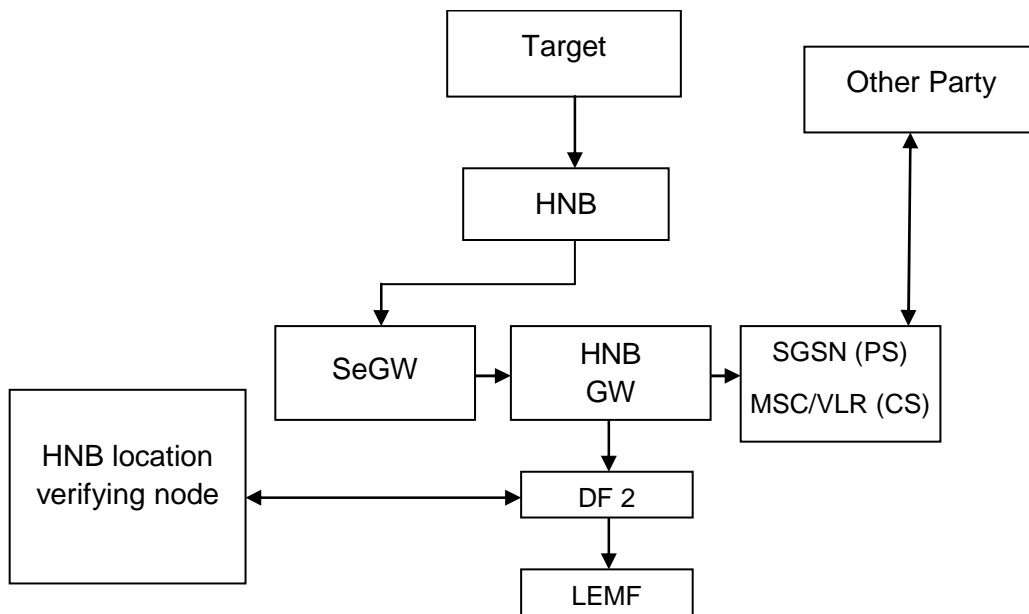 Target
Other Party
HNB
SeGW
HNB
GW
SGSN (PS)
MSC/VLR (CS)
HNB location
verifying node
DF 2
LEMF